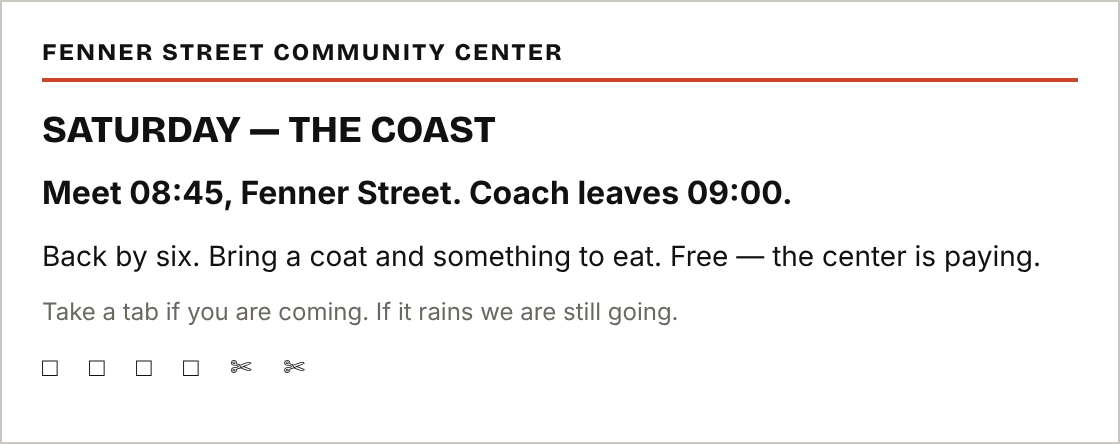 FENNER STREET COMMUNITY CENTER
SATURDAY — THE COAST
Meet 08:45, Fenner Street. Coach leaves 09:00.
Back by six. Bring a coat and something to eat. Free — the center is paying.
Take a tab if you are coming. If it rains we are still going.
□ □ □ □ ✄ ✄